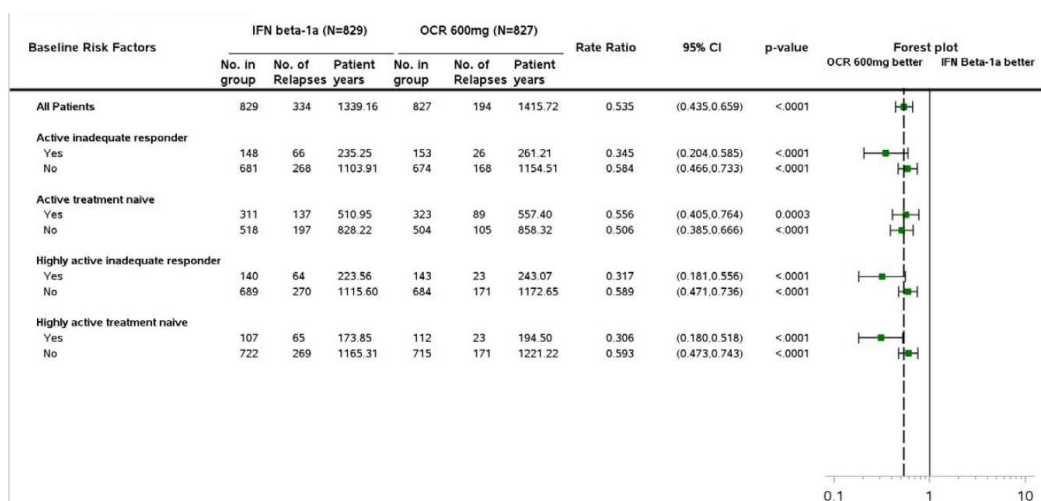 Baseline Risk Factors IFN beta-1a (N=829) OCR 600mg (N=827) Rate Ratio 95% CI p-value Forest plot
OCR 600mg better IFN Beta-1a better
No. in group No. of Relapses Patient years No. in group No. of Relapses Patient years
All Patients 829 334 1339.16 827 194 1415.72 0.535 (0.435,0.659) <.0001
Active inadequate responder
Yes 148 66 235.25 153 26 261.21 0.345 (0.204,0.585) <.0001
No 681 268 1103.91 674 168 1154.51 0.584 (0.466,0.733) <.0001
Active treatment naive
Yes 311 137 510.95 323 89 557.40 0.556 (0.405,0.764) 0.0003
No 518 197 828.22 504 105 858.32 0.506 (0.385,0.666) <.0001
Highly active inadequate responder
Yes 140 64 223.56 143 23 243.07 0.317 (0.181,0.556) <.0001
No 689 270 1115.60 684 171 1172.65 0.589 (0.471,0.736) <.0001
Highly active treatment naive
Yes 107 65 173.85 112 23 194.50 0.306 (0.180,0.518) <.0001
No 722 269 1165.31 715 171 1221.22 0.593 (0.473,0.743) <.0001
0.1 1 10